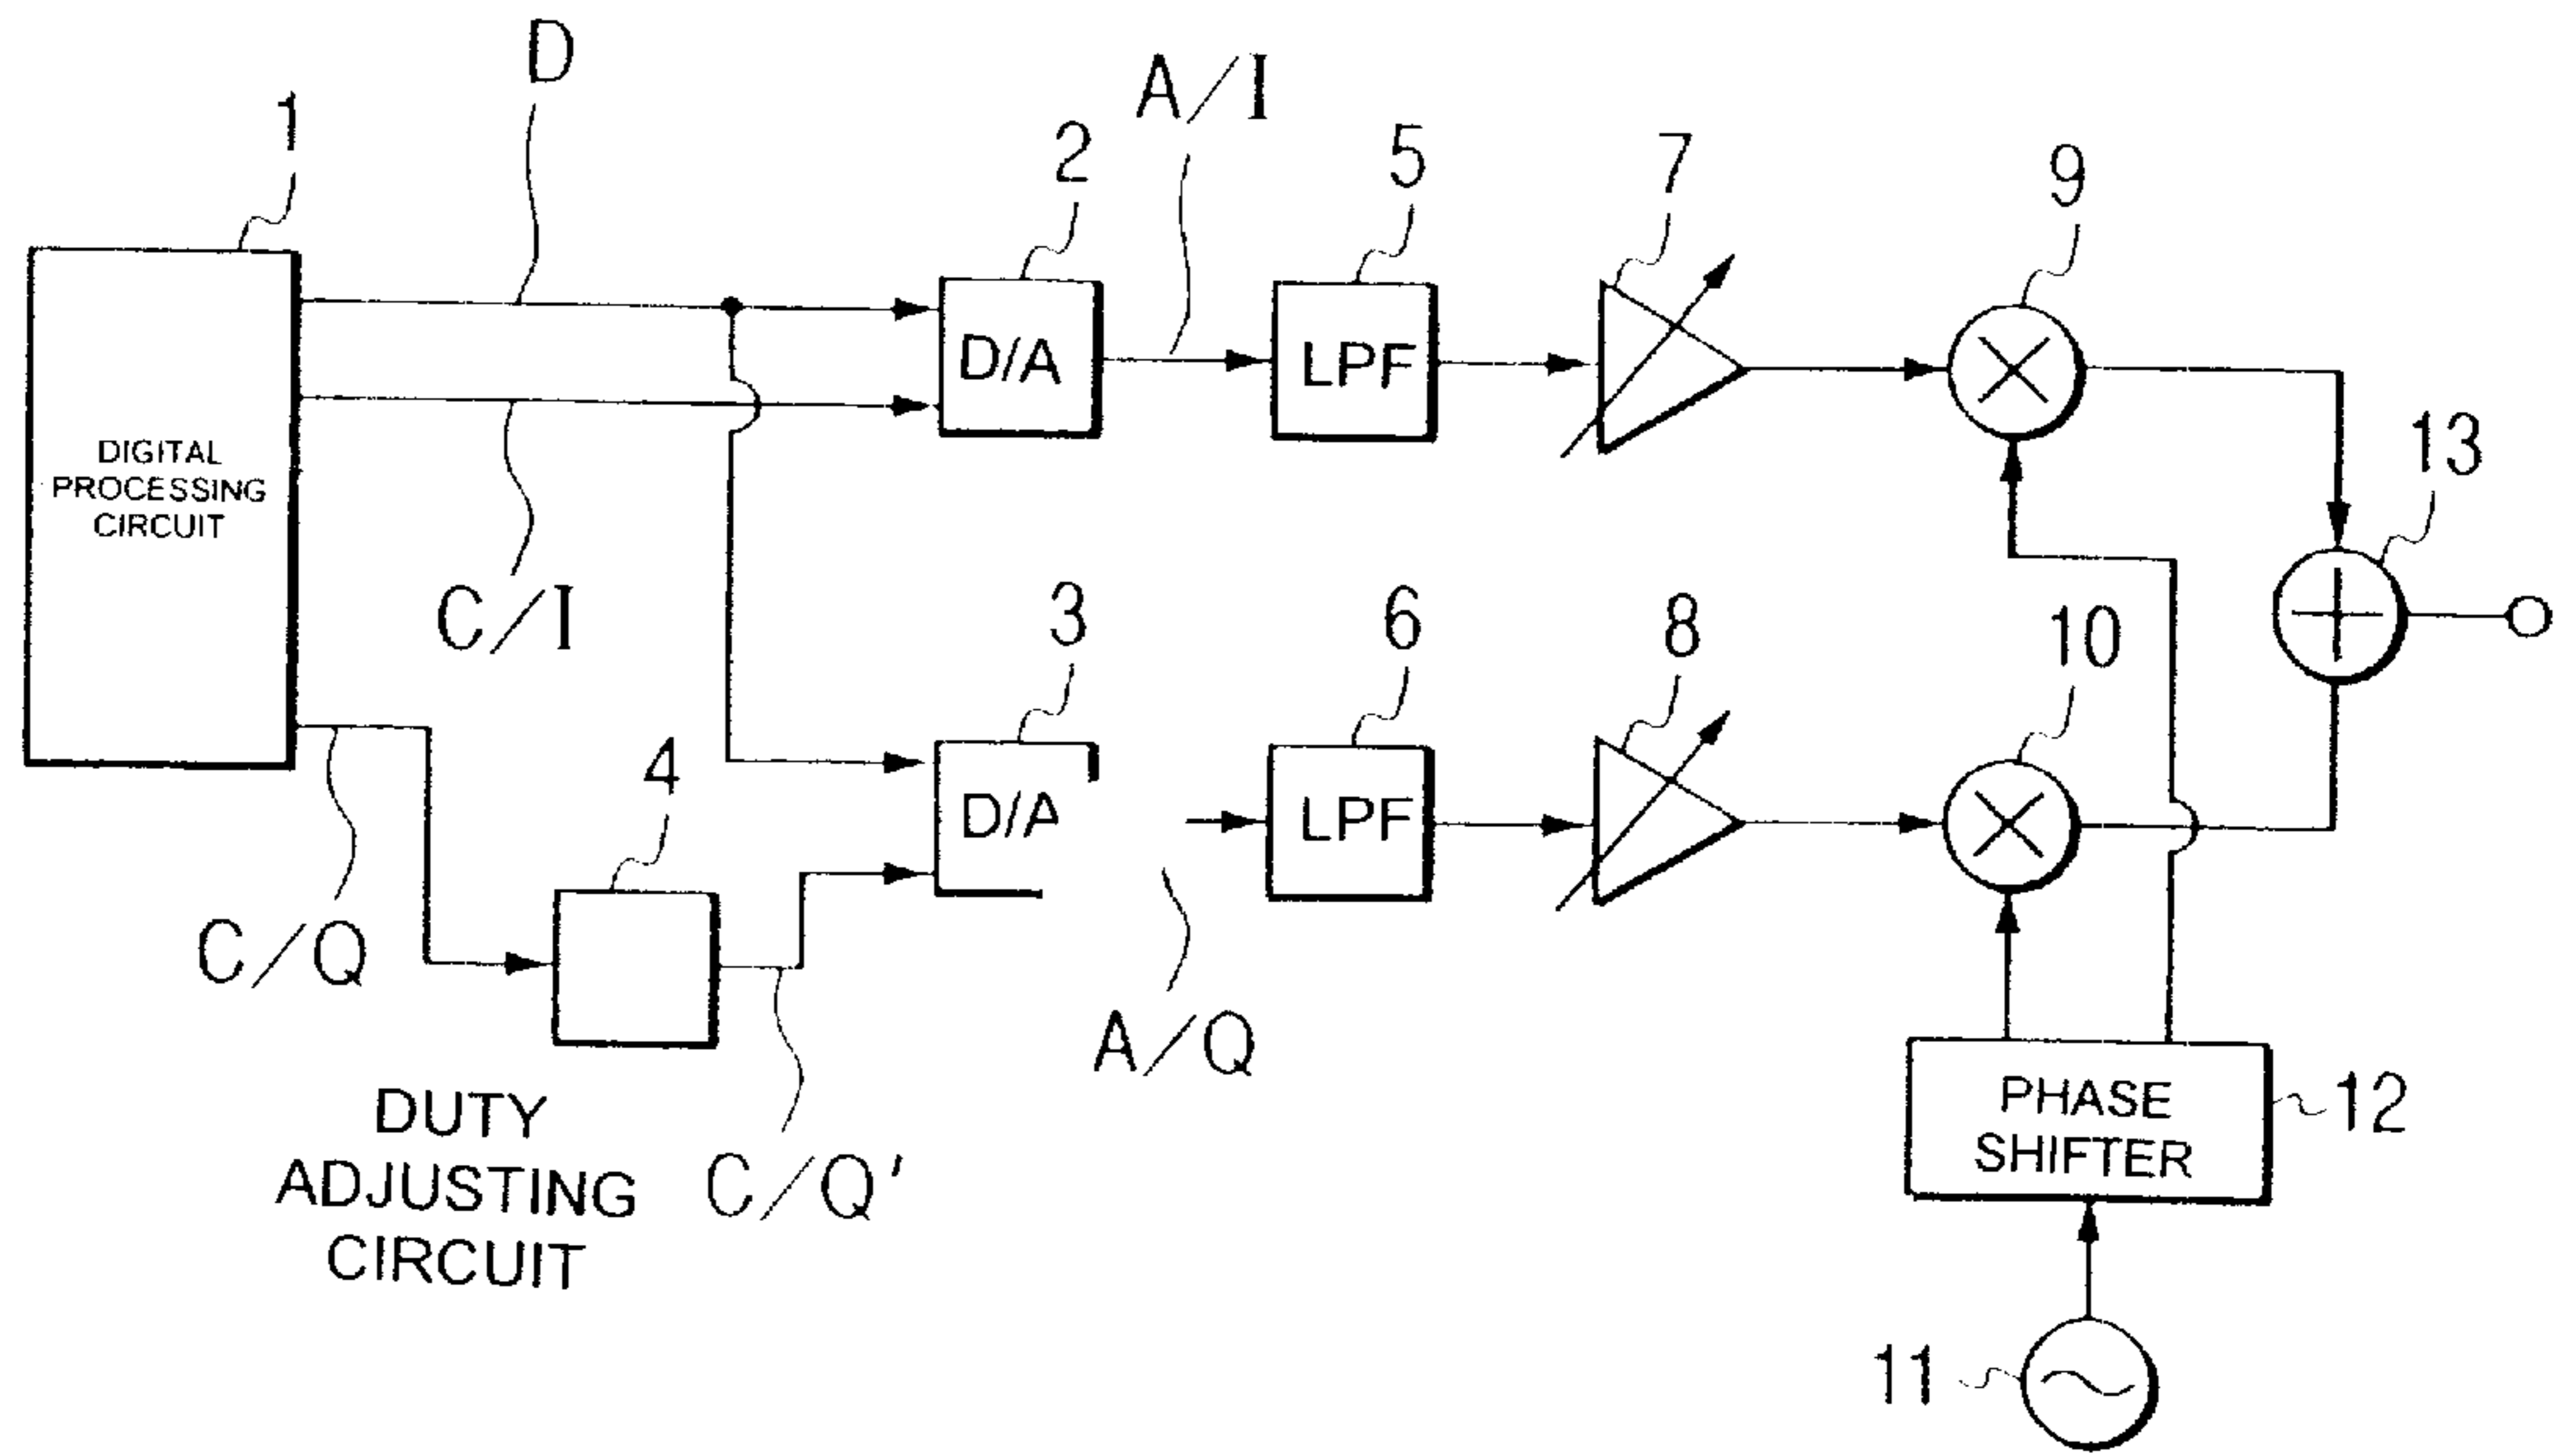 D
A/I
1
2
5
7
9
D/A
LPF
13
DIGITAL
PROCESSING
CIRCUIT
C/I
3
6
8
10
D/A
LPF
4
C/Q
A/Q
DUTY
ADJUSTING
CIRCUIT
C/Q'
PHASE
SHIFTER
12
11